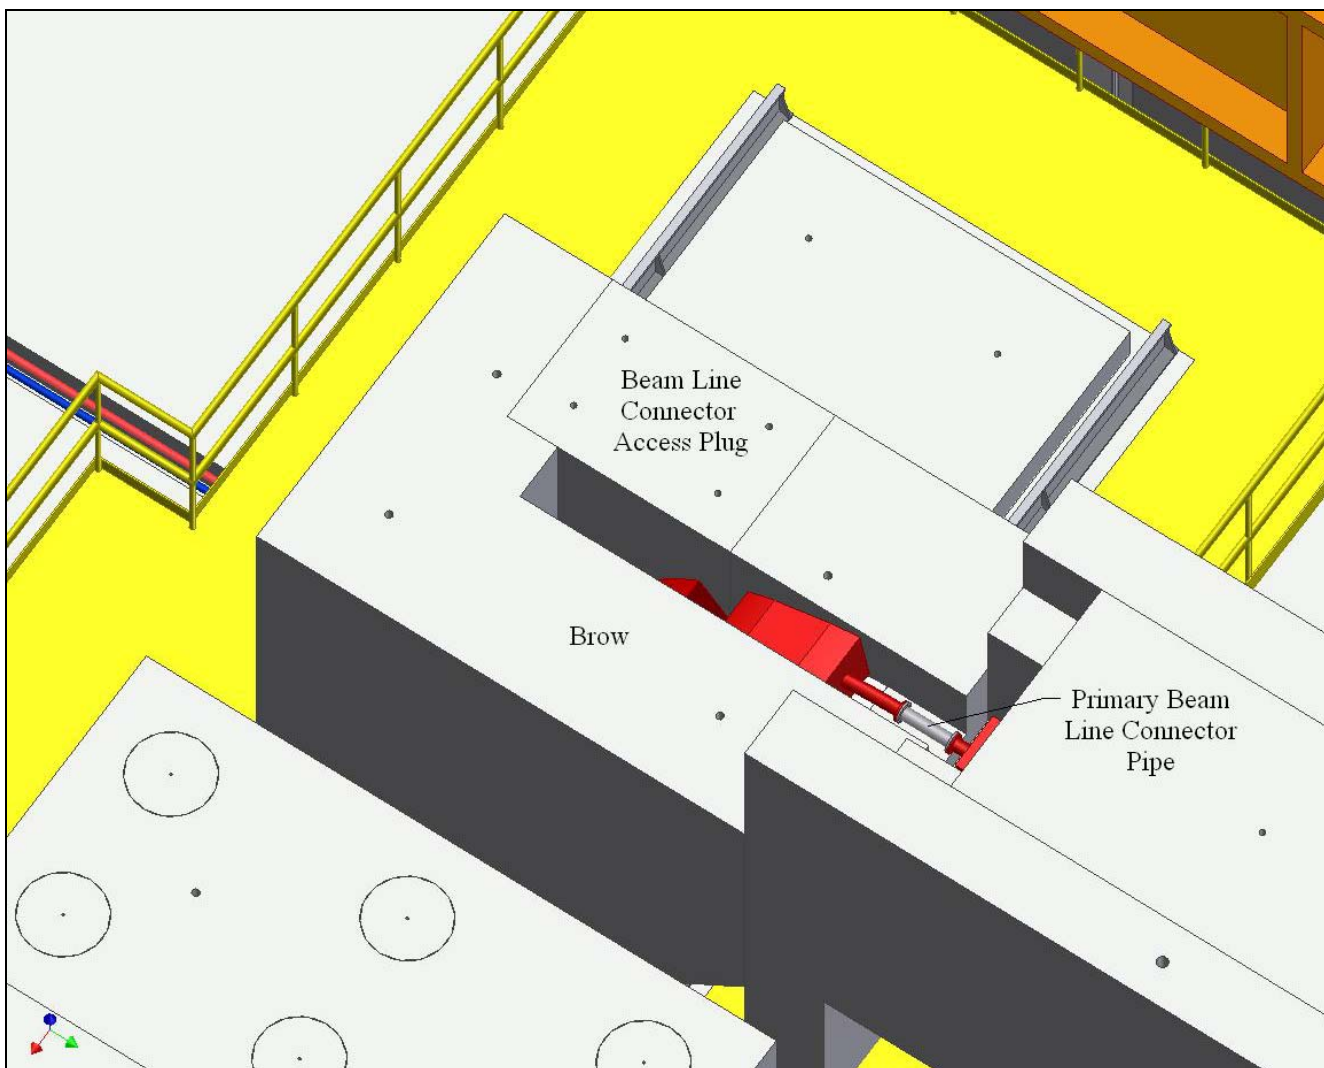 Beam Line
Connector
Access Plug
Brow
Primary Beam
Line Connector
Pipe